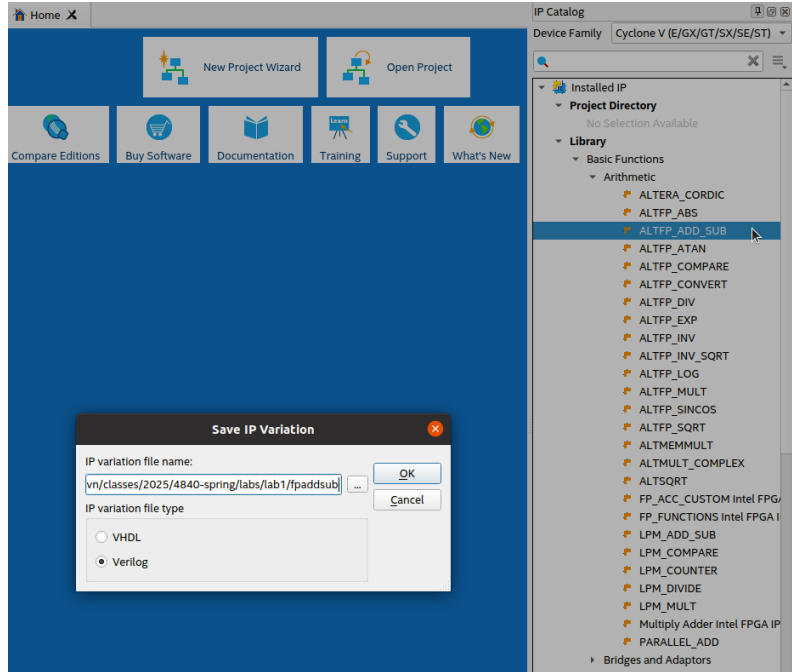 Home
New Project Wizard
Open Project
Compare Editions
Buy Software
Documentation
Learn
Training
Support
What's New
Save IP Variation
IP variation file name:
vn/classes/2025/4840-spring/labs/lab1/fpaddsub
...
OK
Cancel
IP variation file type
VHDL
Verilog
IP Catalog
Device Family Cyclone V (E/GX/GT/SX/SE/ST)
Installed IP
Project Directory
No Selection Available
Library
Basic Functions
Arithmetic
ALTERA_CORDIC
ALTFP_ABS
ALTFP_ADD_SUB
ALTFP_ATAN
ALTFP_COMPARE
ALTFP_CONVERT
ALTFP_DIV
ALTFP_EXP
ALTFP_INV
ALTFP_INV_SQRT
ALTFP_LOG
ALTFP_MULT
ALTFP_SINCOS
ALTFP_SQRT
ALTMEMMULT
ALTMULT_COMPLEX
ALTSQRT
FP_ACC_CUSTOM Intel FPGA
FP_FUNCTIONS Intel FPGA I
LPM_ADD_SUB
LPM_COMPARE
LPM_COUNTER
LPM_DIVIDE
LPM_MULT
Multiply Adder Intel FPGA IP
PARALLEL_ADD
Bridges and Adaptors